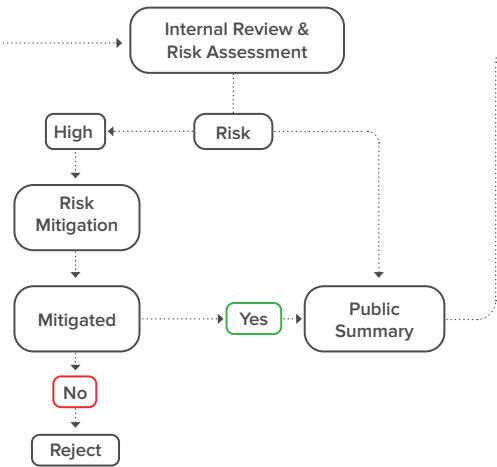 Internal Review &
Risk Assessment
High
Risk
Risk
Mitigation
Mitigated
Yes
Public
Summary
No
Reject